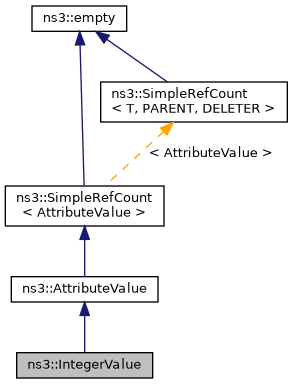 ns3::empty
ns3::SimpleRefCount
< T, PARENT, DELETER >
< AttributeValue >
ns3::SimpleRefCount
< AttributeValue >
ns3::AttributeValue
ns3::IntegerValue